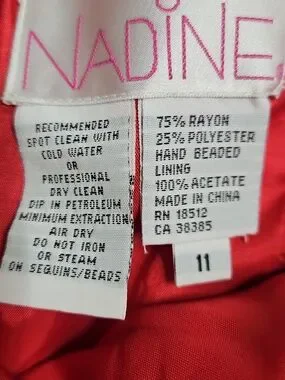 NADINE
RECOMMENDED
SPOT CLEAN WITH
COLD WATER
OR
PROFESSIONAL
DRY CLEAN
DIP IN PETROLEUM
MINIMUM EXTRACTION
AIR DRY
DO NOT IRON
OR STEAM
ON SEQUINS/BEADS
75% RAYON
25% POLYESTER
HAND BEADED
LINING
100% ACETATE
MADE IN CHINA
RN 18512
CA 38385
11